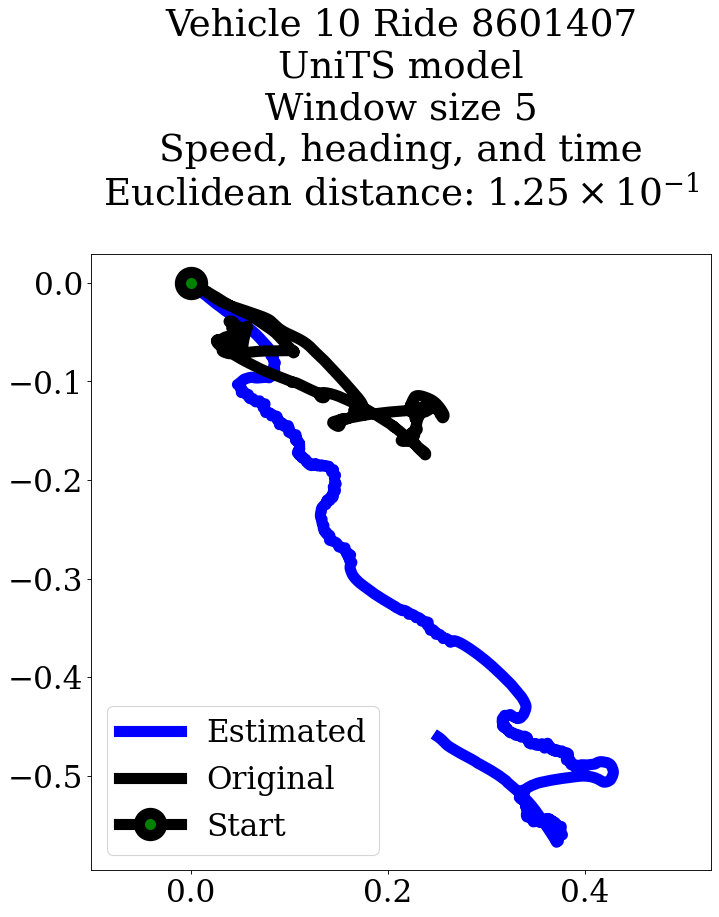 Vehicle 10 Ride 8601407
UniTS model
Window size 5
Speed, heading, and time
Euclidean distance: 1.25 × 10⁻¹
0.0
−0.1
−0.2
−0.3
−0.4
−0.5
Estimated
Original
Start
0.0 0.2 0.4